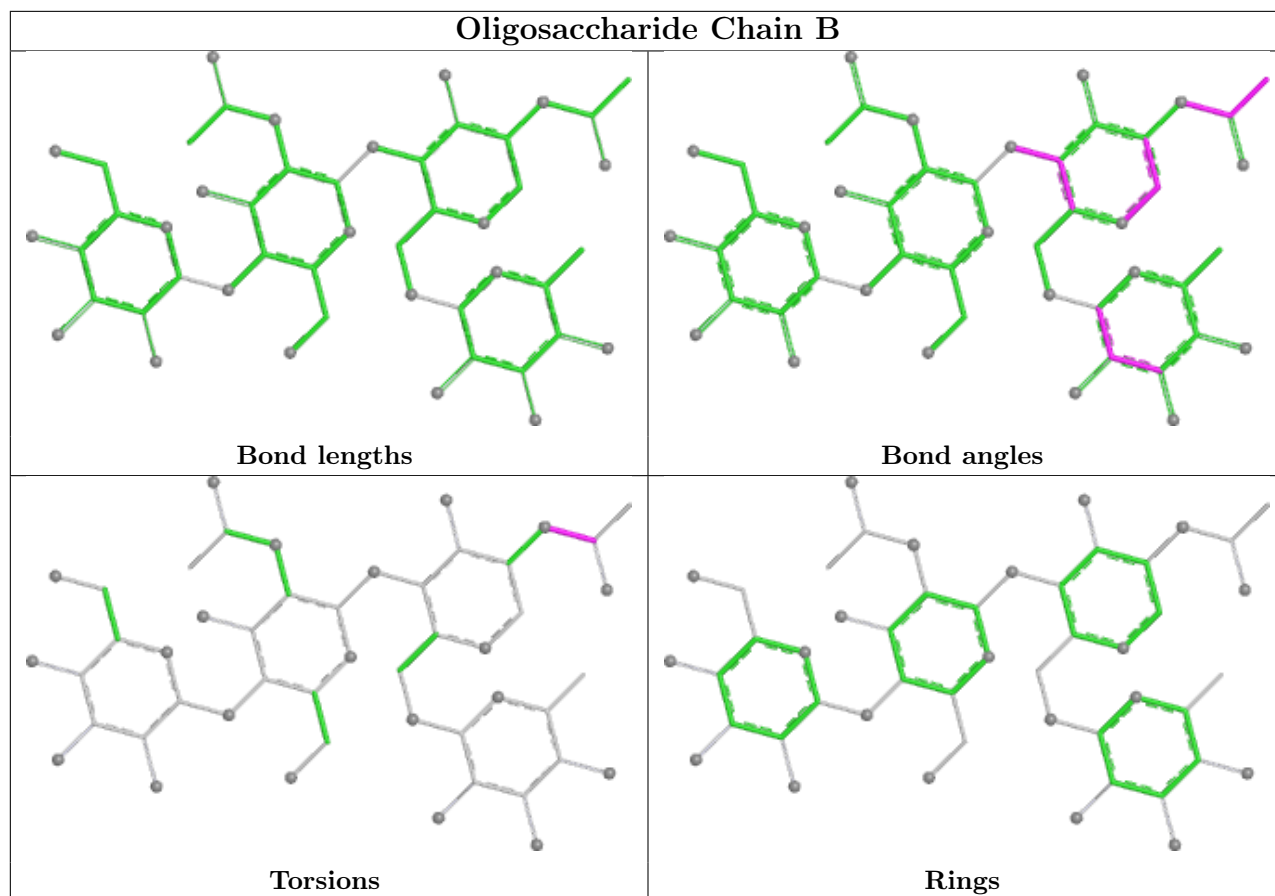 Oligosaccharide Chain B
Bond lengths
Bond angles
Torsions
Rings